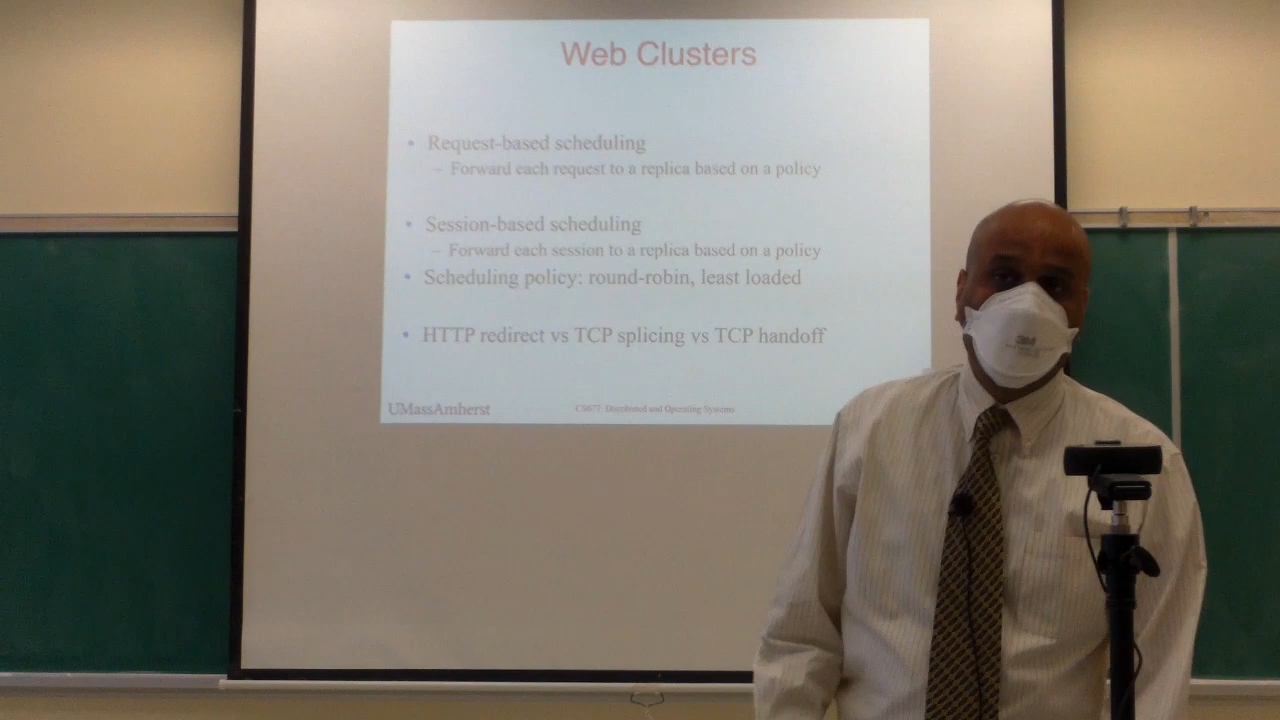 Web Clusters
• Request-based scheduling
– Forward each request to a replica based on a policy
• Session-based scheduling
– Forward each session to a replica based on a policy
• Scheduling policy: round-robin, least loaded
• HTTP redirect vs TCP splicing vs TCP handoff
UMassAmherst
CS677: Distributed and Operating Systems
3M